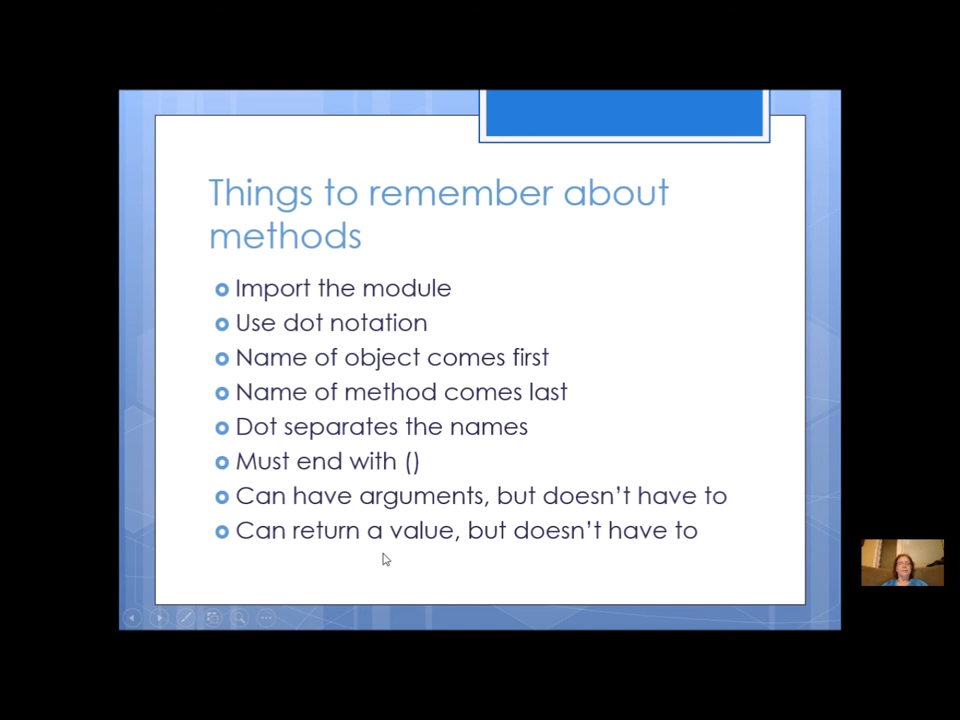 Things to remember about
methods
Import the module
Use dot notation
Name of object comes first
Name of method comes last
Dot separates the names
Must end with ()
Can have arguments, but doesn't have to
Can return a value, but doesn't have to